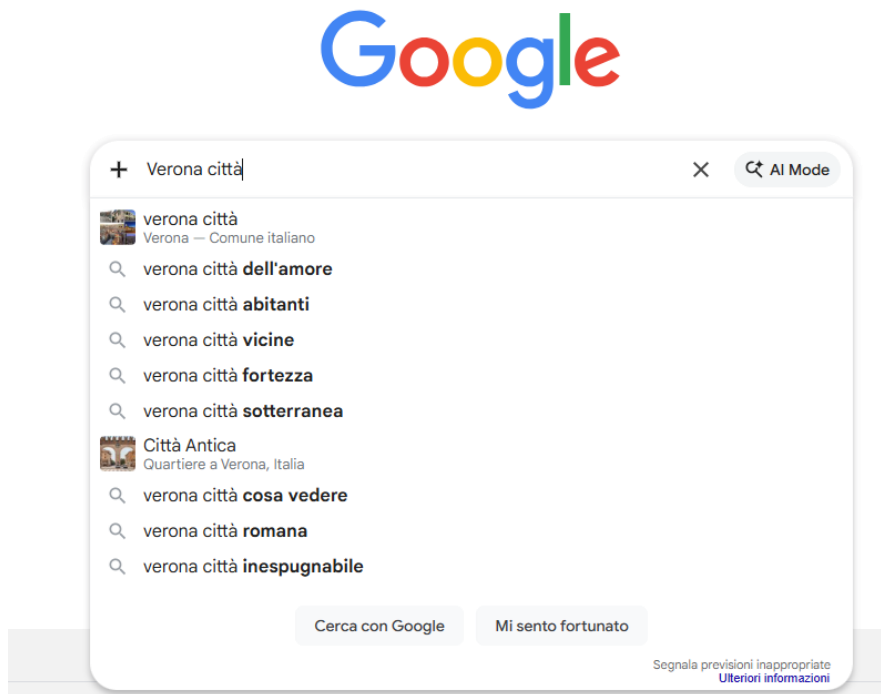 Google
Verona città
AI Mode
verona città
Verona — Comune italiano
verona città dell'amore
verona città abitanti
verona città vicine
verona città fortezza
verona città sotterranea
Città Antica
Quartiere a Verona, Italia
verona città cosa vedere
verona città romana
verona città inespugnabile
Cerca con Google
Mi sento fortunato
Segnala previsioni inappropriate
Ulteriori informazioni